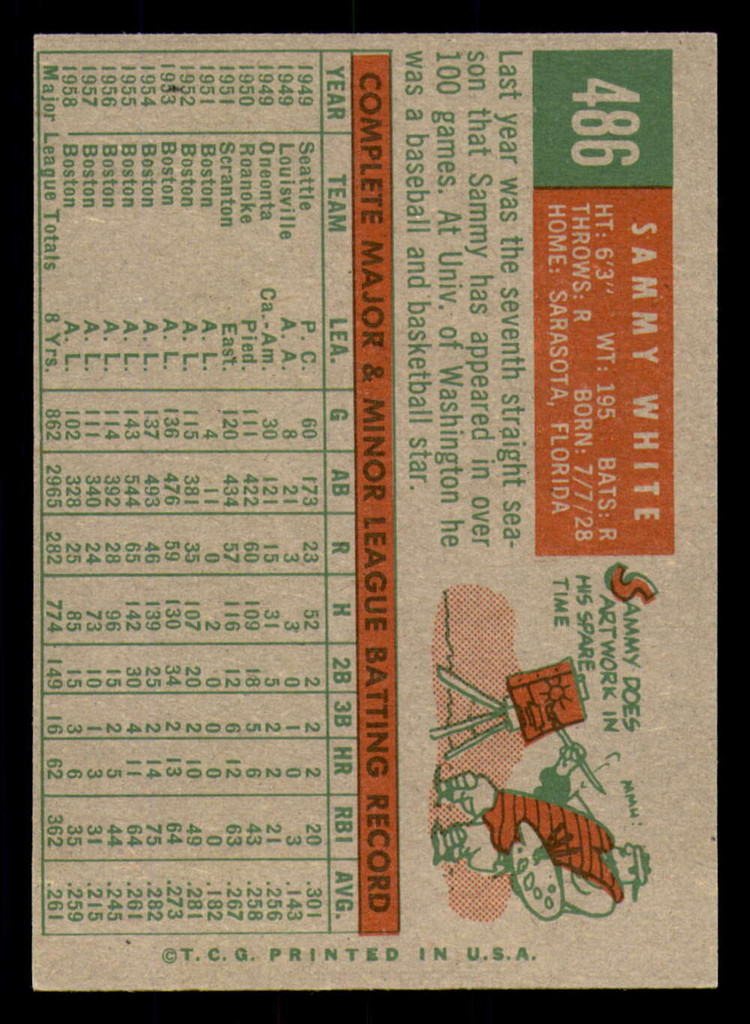 486
SAMMY WHITE
HT: 6'3" WT: 195 BATS: R
THROWS: R BORN: 7/7/28
HOME: SARASOTA, FLORIDA
Last year was the seventh straight sea-
son that Sammy has appeared in over
100 games. At Univ. of Washington he
was a baseball and basketball star.
SAMMY DOES
ARTWORK IN
HIS SPARE
TIME
MMH!
COMPLETE MAJOR & MINOR LEAGUE BATTING RECORD
YEAR TEAM LEA. G AB R H 2B 3B HR RBI AVG.
1949 Seattle P. C. 60 173 23 52 2 2 2 20 .301
1949 Louisville A. A. 8 21 3 3 0 1 0 3 .143
1949 Oneonta Ca.-Am. 30 121 15 31 5 2 2 21 .256
1950 Roanoke Pied. 111 422 60 109 18 5 6 43 .258
1951 Scranton East. 120 434 57 116 12 6 12 63 .267
1951 Boston A. L. 4 11 0 2 0 0 0 0 .182
1952 Boston A. L. 115 381 35 107 20 2 10 49 .281
1953 Boston A. L. 136 476 59 130 34 2 13 64 .273
1954 Boston A. L. 137 493 46 139 25 2 14 75 .282
1955 Boston A. L. 143 544 65 142 30 4 11 64 .261
1956 Boston A. L. 114 392 28 96 15 2 5 44 .245
1957 Boston A. L. 111 340 24 73 10 1 3 31 .215
1958 Boston A. L. 102 328 25 85 15 3 6 35 .259
Major League Totals 8 Yrs. 862 2965 282 774 149 16 62 362 .261
©T.C.G. PRINTED IN U.S.A.